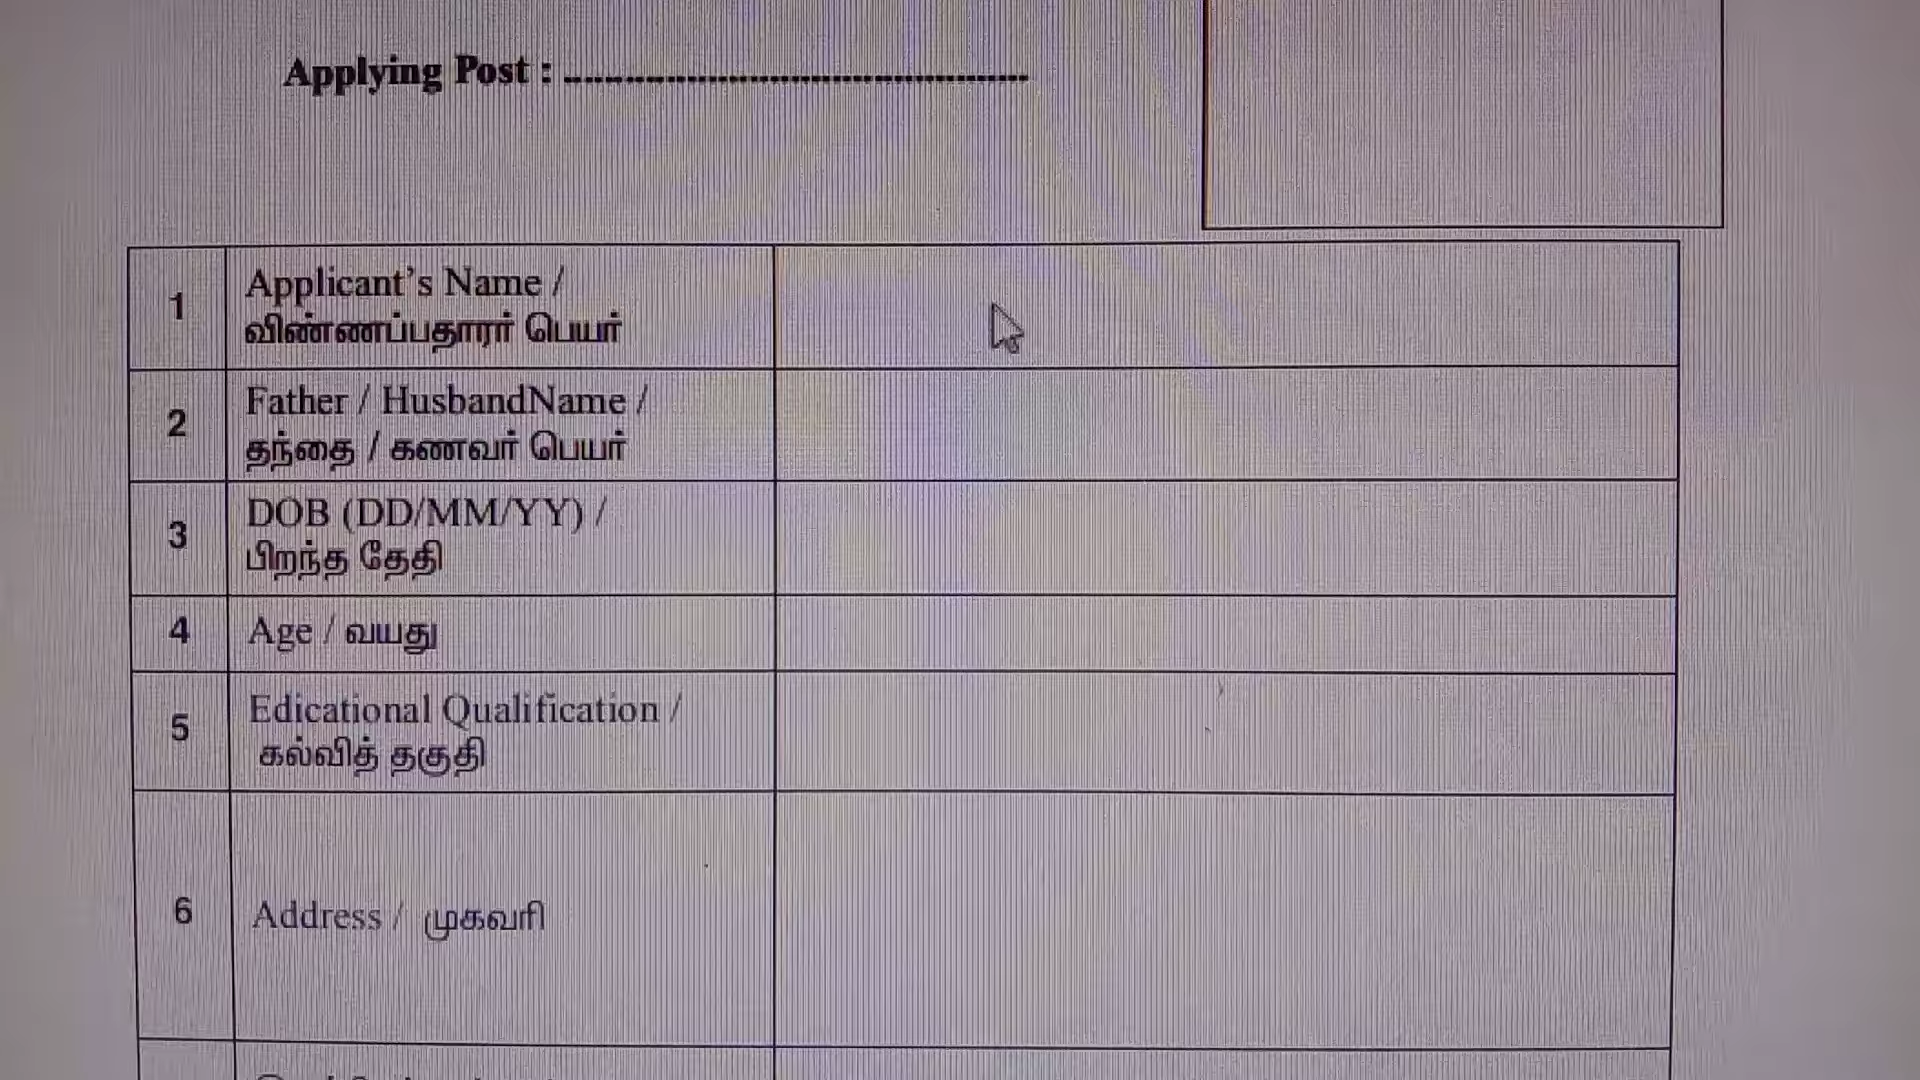 Applying Post : ........................................................
1
Applicant's Name /
விண்ணப்பதாரர் பெயர்
2
Father / HusbandName /
தந்தை / கணவர் பெயர்
3
DOB (DD/MM/YY) /
பிறந்த தேதி
4
Age / வயது
5
Edicational Qualification /
கல்வித் தகுதி
6
Address / முகவரி